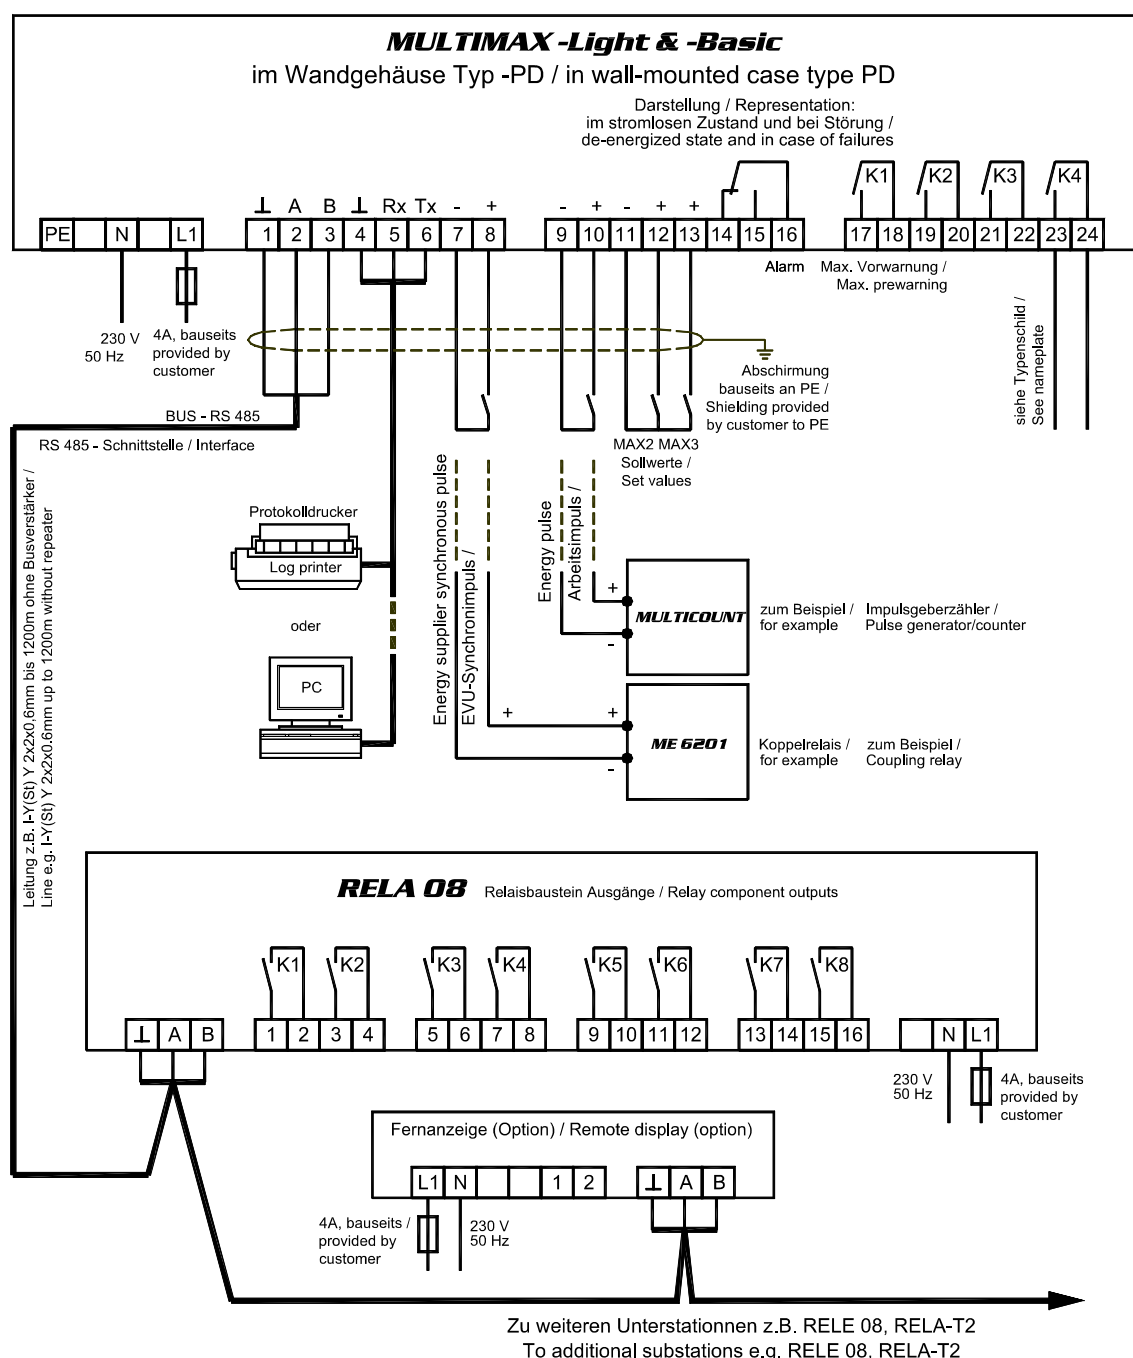 MULTIMAX -Light & -Basic
im Wandgehäuse Typ -PD / in wall-mounted case type PD
Darstellung / Representation:
im stromlosen Zustand und bei Störung /
de-energized state and in case of failures
K1 K2 K3 K4
⊥ A B ⊥ Rx Tx - + - + - + +
PE N L1 1 2 3 4 5 6 7 8 9 10 11 12 13 14 15 16 17 18 19 20 21 22 23 24
Alarm
Max. Vorwarnung /
Max. prewarning
230 V
50 Hz
4A, bauseits
provided by
customer
siehe Typenschild /
See nameplate
Abschirmung
bauseits an PE /
Shielding provided
by customer to PE
BUS - RS 485
RS 485 - Schnittstelle / Interface
MAX2 MAX3
Sollwerte /
Set values
Leitung z.B. I-Y(St) Y 2x2x0,6mm bis 1200m ohne Busverstärker /
Line e.g. I-Y(St) Y 2x2x0.6mm up to 1200m without repeater
Protokolldrucker
Log printer
oder
PC
Energy supplier synchronous pulse
EVU-Synchronimpuls /
Energy pulse
Arbeitsimpuls /
+
-
MULTICOUNT
zum Beispiel /
for example
Impulsgeberzähler /
Pulse generator/counter
+ +
-
ME 6201
Koppelrelais /
for example
zum Beispiel /
Coupling relay
RELA 08
Relaisbaustein Ausgänge / Relay component outputs
K1 K2 K3 K4 K5 K6 K7 K8
⊥ A B 1 2 3 4 5 6 7 8 9 10 11 12 13 14 15 16 N L1
230 V
50 Hz
4A, bauseits
provided by
customer
Fernanzeige (Option) / Remote display (option)
L1 N 1 2 ⊥ A B
4A, bauseits /
provided by
customer
230 V
50 Hz
Zu weiteren Unterstationnen z.B. RELE 08, RELA-T2
To additional substations e.g. RELE 08. RELA-T2